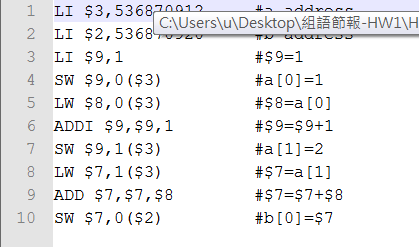 1 LI $3,536870912 #a address
C:\Users\u\Desktop\組語節報-HW1\H
2 LI $2,536870920 #b address
3 LI $9,1 #$9=1
4 SW $9,0($3) #a[0]=1
5 LW $8,0($3) #$8=a[0]
6 ADDI $9,$9,1 #$9=$9+1
7 SW $9,1($3) #a[1]=2
8 LW $7,1($3) #$7=a[1]
9 ADD $7,$7,$8 #$7=$7+$8
10 SW $7,0($2) #b[0]=$7